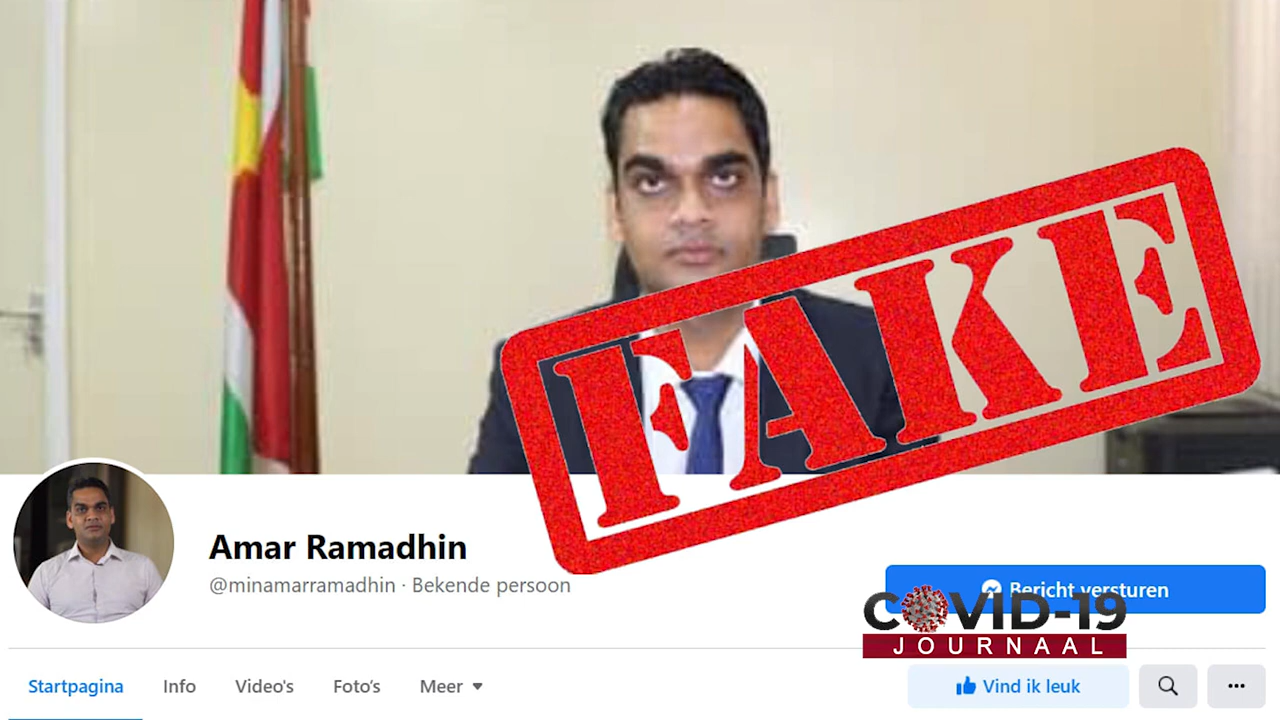 FAKE
Amar Ramadhin
@minamarramadhin · Bekende persoon
Bericht versturen
COVID-19
JOURNAAL
Startpagina
Info
Video's
Foto's
Meer
Vind ik leuk